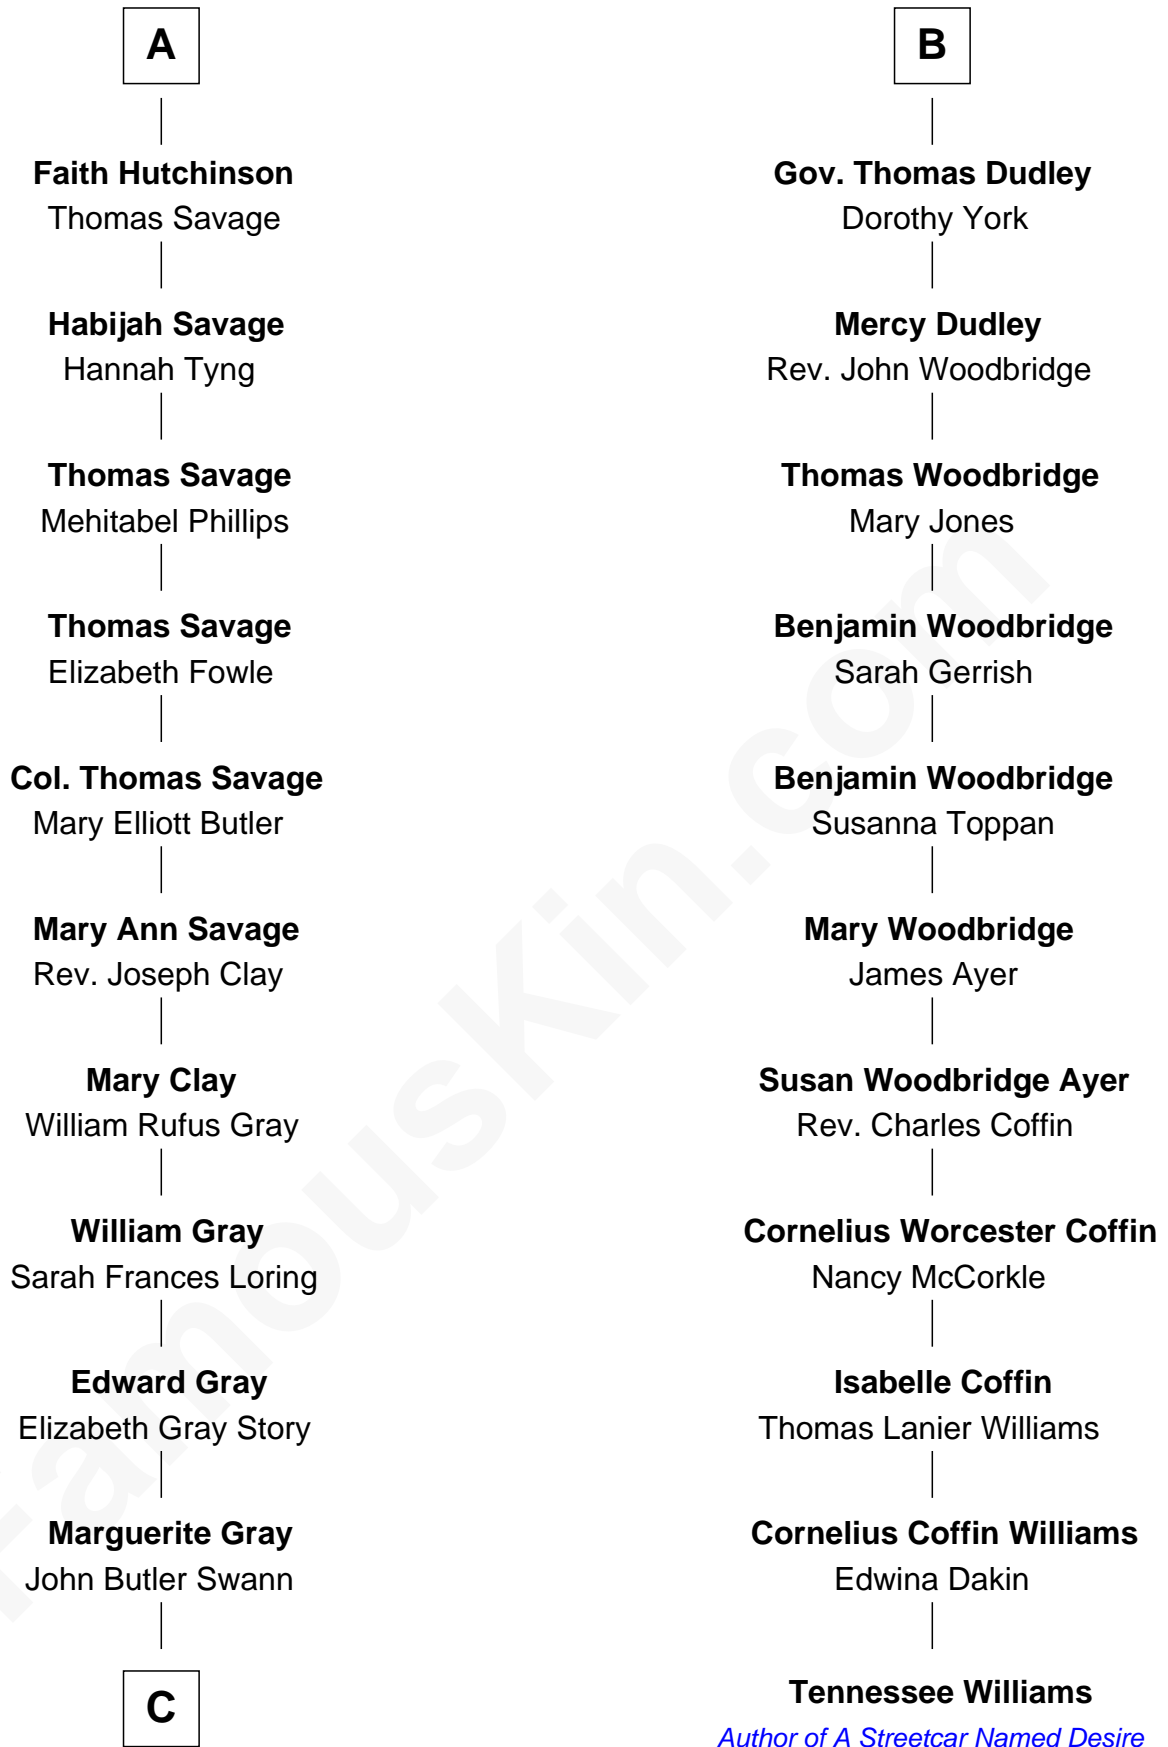 A
Faith Hutchinson
Thomas Savage
Habijah Savage
Hannah Tyng
Thomas Savage
Mehitabel Phillips
Thomas Savage
Elizabeth Fowle
Col. Thomas Savage
Mary Elliott Butler
Mary Ann Savage
Rev. Joseph Clay
Mary Clay
William Rufus Gray
William Gray
Sarah Frances Loring
Edward Gray
Elizabeth Gray Story
Marguerite Gray
John Butler Swann
C
B
Gov. Thomas Dudley
Dorothy York
Mercy Dudley
Rev. John Woodbridge
Thomas Woodbridge
Mary Jones
Benjamin Woodbridge
Sarah Gerrish
Benjamin Woodbridge
Susanna Toppan
Mary Woodbridge
James Ayer
Susan Woodbridge Ayer
Rev. Charles Coffin
Cornelius Worcester Coffin
Nancy McCorkle
Isabelle Coffin
Thomas Lanier Williams
Cornelius Coffin Williams
Edwina Dakin
Tennessee Williams
Author of A Streetcar Named Desire
FamousKin.com